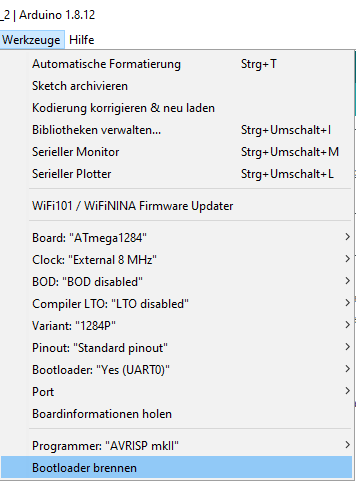 _2 | Arduino 1.8.12
Werkzeuge Hilfe
Automatische Formatierung Strg+T
Sketch archivieren
Kodierung korrigieren & neu laden
Bibliotheken verwalten... Strg+Umschalt+I
Serieller Monitor Strg+Umschalt+M
Serieller Plotter Strg+Umschalt+L
WiFi101 / WiFiNINA Firmware Updater
Board: "ATmega1284"
Clock: "External 8 MHz"
BOD: "BOD disabled"
Compiler LTO: "LTO disabled"
Variant: "1284P"
Pinout: "Standard pinout"
Bootloader: "Yes (UART0)"
Port
Boardinformationen holen
Programmer: "AVRISP mkII"
Bootloader brennen